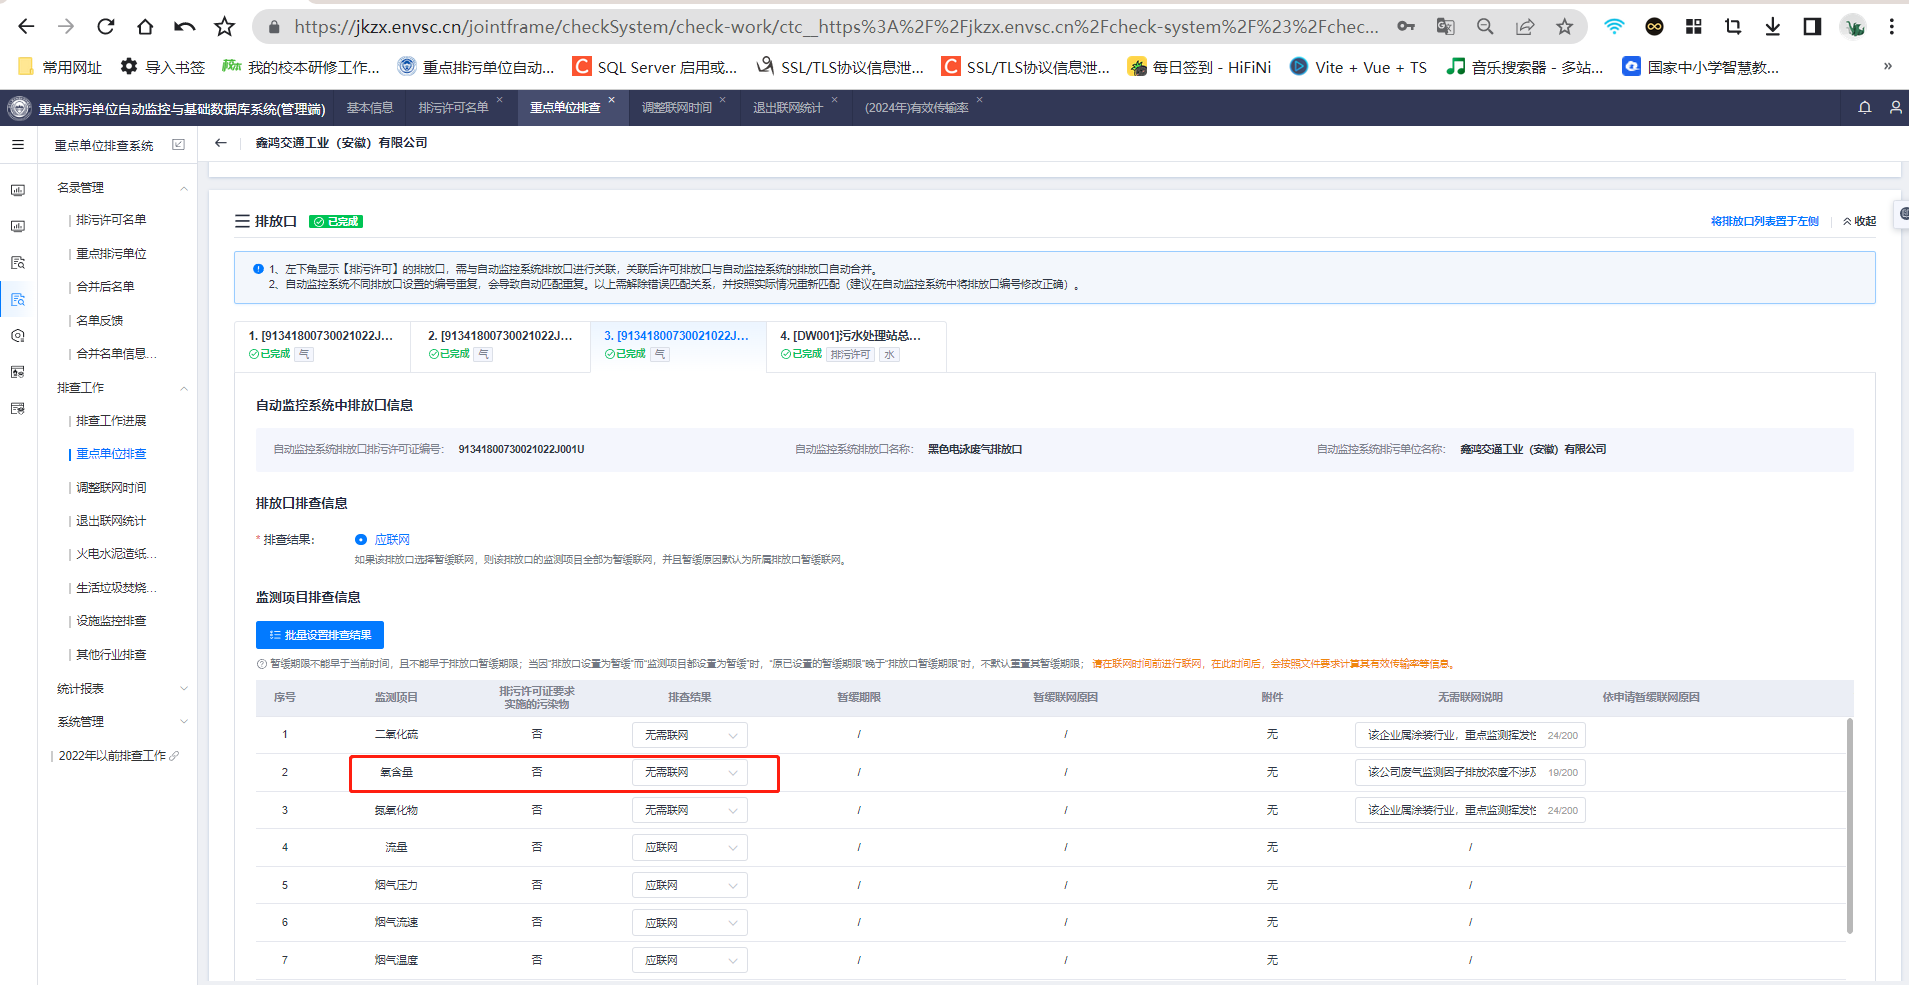 https://jkzx.envsc.cn/jointframe/checkSystem/check-work/ctc__https%3A%2F%2Fjkzx.envsc.cn%2Fcheck-system%2F%23%2Fchec...
常用网址 导入书签 我的校本研修工作,... 重点排污单位自动... SQL Server 启用或... SSL/TLS协议信息泄... SSL/TLS协议信息泄... 每日签到 - HiFiNi Vite + Vue + TS 音乐搜索器 - 多站... 国家中小学智慧教... »
重点排污单位自动监控与基础数据库系统(管理端) 基本信息 排污许可名单 重点单位排查 调整联网时间 退出联网统计 (2024年)有效传输率
重点单位排查系统
鑫鸿交通工业（安徽）有限公司
名录管理
排污许可名单
重点排污单位
合并后名单
名单反馈
合并名单信息...
排查工作
排查工作进展
重点单位排查
调整联网时间
退出联网统计
火电水泥造纸...
生活垃圾焚烧...
设施监控排查
其他行业排查
统计报表
系统管理
2022年以前排查工作
排放口 已完成
将排放口列表置于左侧 收起
1、左下角显示【排污许可】的排放口，需与自动监控系统排放口进行关联，关联后许可排放口与自动监控系统的排放口自动合并。
2、自动监控系统不同排放口设置的编号重复，会导致自动匹配重复。以上需解除错误匹配关系，并按照实际情况重新匹配（建议在自动监控系统中将排放口编号修改正确）。
1. [91341800730021022J... 2. [91341800730021022J... 3. [91341800730021022J... 4. [DW001]污水处理站总...
已完成 气 已完成 气 已完成 气 已完成 排污许可 水
自动监控系统中排放口信息
自动监控系统排放口排污许可证编号： 91341800730021022J001U 自动监控系统排放口名称： 黑色电泳废气排放口 自动监控系统排污单位名称： 鑫鸿交通工业（安徽）有限公司
排放口排查信息
* 排查结果： 应联网
如果该排放口选择暂缓联网，则该排放口的监测项目全部为暂缓联网，并且暂缓原因默认为所属排放口暂缓联网。
监测项目排查信息
批量设置排查结果
暂缓期限不能早于当前时间，且不能早于排放口暂缓期限；当因"排放口设置为暂缓"而"监测项目都设置为暂缓"时，"原已设置的暂缓期限"晚于"排放口暂缓期限"时，不默认重置其暂缓期限； 请在联网时间前进行联网，在此时间后，会按照文件要求计算其有效传输率等信息。
序号 监测项目 排污许可证要求实施的污染物 排查结果 暂缓期限 暂缓联网原因 附件 无需联网说明 依申请暂缓联网原因
1 二氧化硫 否 无需联网 / / 无 该企业属涂装行业，重点监测挥发性 24/200
2 氧含量 否 无需联网 / / 无 该公司废气监测因子排放浓度不涉及 19/200
3 氮氧化物 否 无需联网 / / 无 该企业属涂装行业，重点监测挥发性 24/200
4 流量 否 应联网 / / 无 /
5 烟气压力 否 应联网 / / 无 /
6 烟气流速 否 应联网 / / 无 /
7 烟气温度 否 应联网 / / 无 /